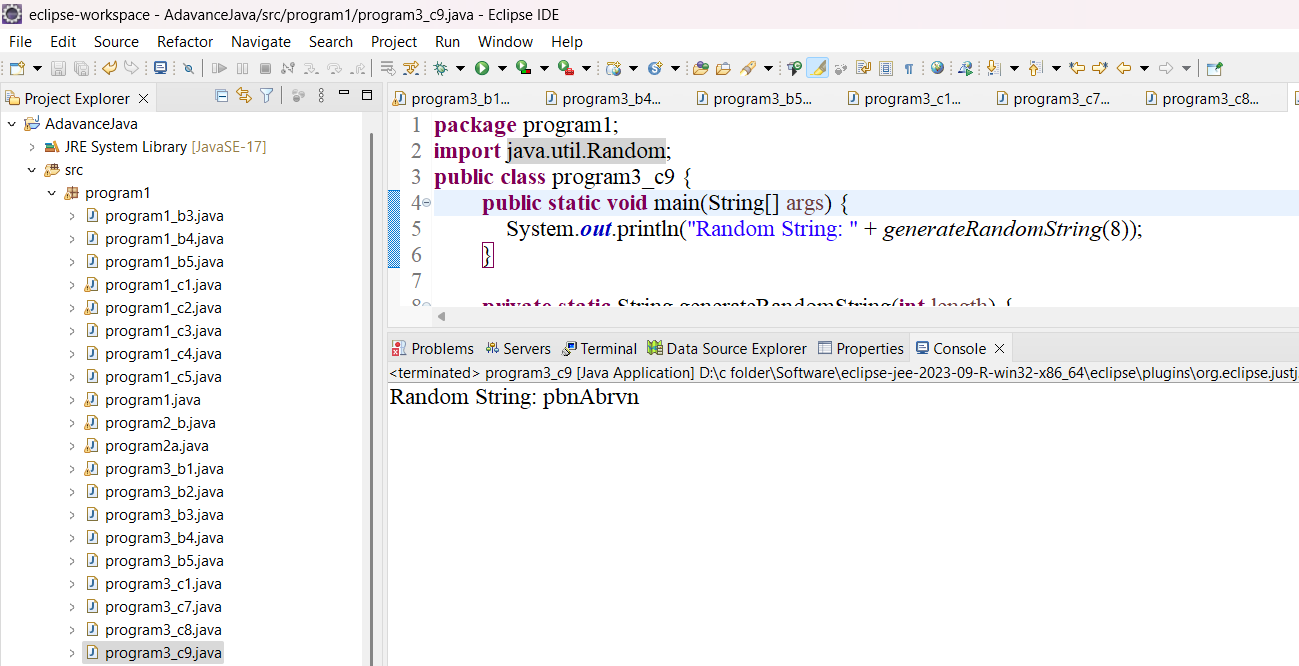 eclipse-workspace - AdavanceJava/src/program1/program3_c9.java - Eclipse IDE
File Edit Source Refactor Navigate Search Project Run Window Help
Project Explorer
AdavanceJava
JRE System Library [JavaSE-17]
src
program1
program1_b3.java
program1_b4.java
program1_b5.java
program1_c1.java
program1_c2.java
program1_c3.java
program1_c4.java
program1_c5.java
program1.java
program2_b.java
program2a.java
program3_b1.java
program3_b2.java
program3_b3.java
program3_b4.java
program3_b5.java
program3_c1.java
program3_c7.java
program3_c8.java
program3_c9.java
program3_b1... program3_b4... program3_b5... program3_c1... program3_c7... program3_c8...
1 package program1;
2 import java.util.Random;
3 public class program3_c9 {
4 public static void main(String[] args) {
5 System.out.println("Random String: " + generateRandomString(8));
6 }
7
8 private static String generateRandomString(int length) {
Problems Servers Terminal Data Source Explorer Properties Console
<terminated> program3_c9 [Java Application] D:\c folder\Software\eclipse-jee-2023-09-R-win32-x86_64\eclipse\plugins\org.eclipse.justj
Random String: pbnAbrvn